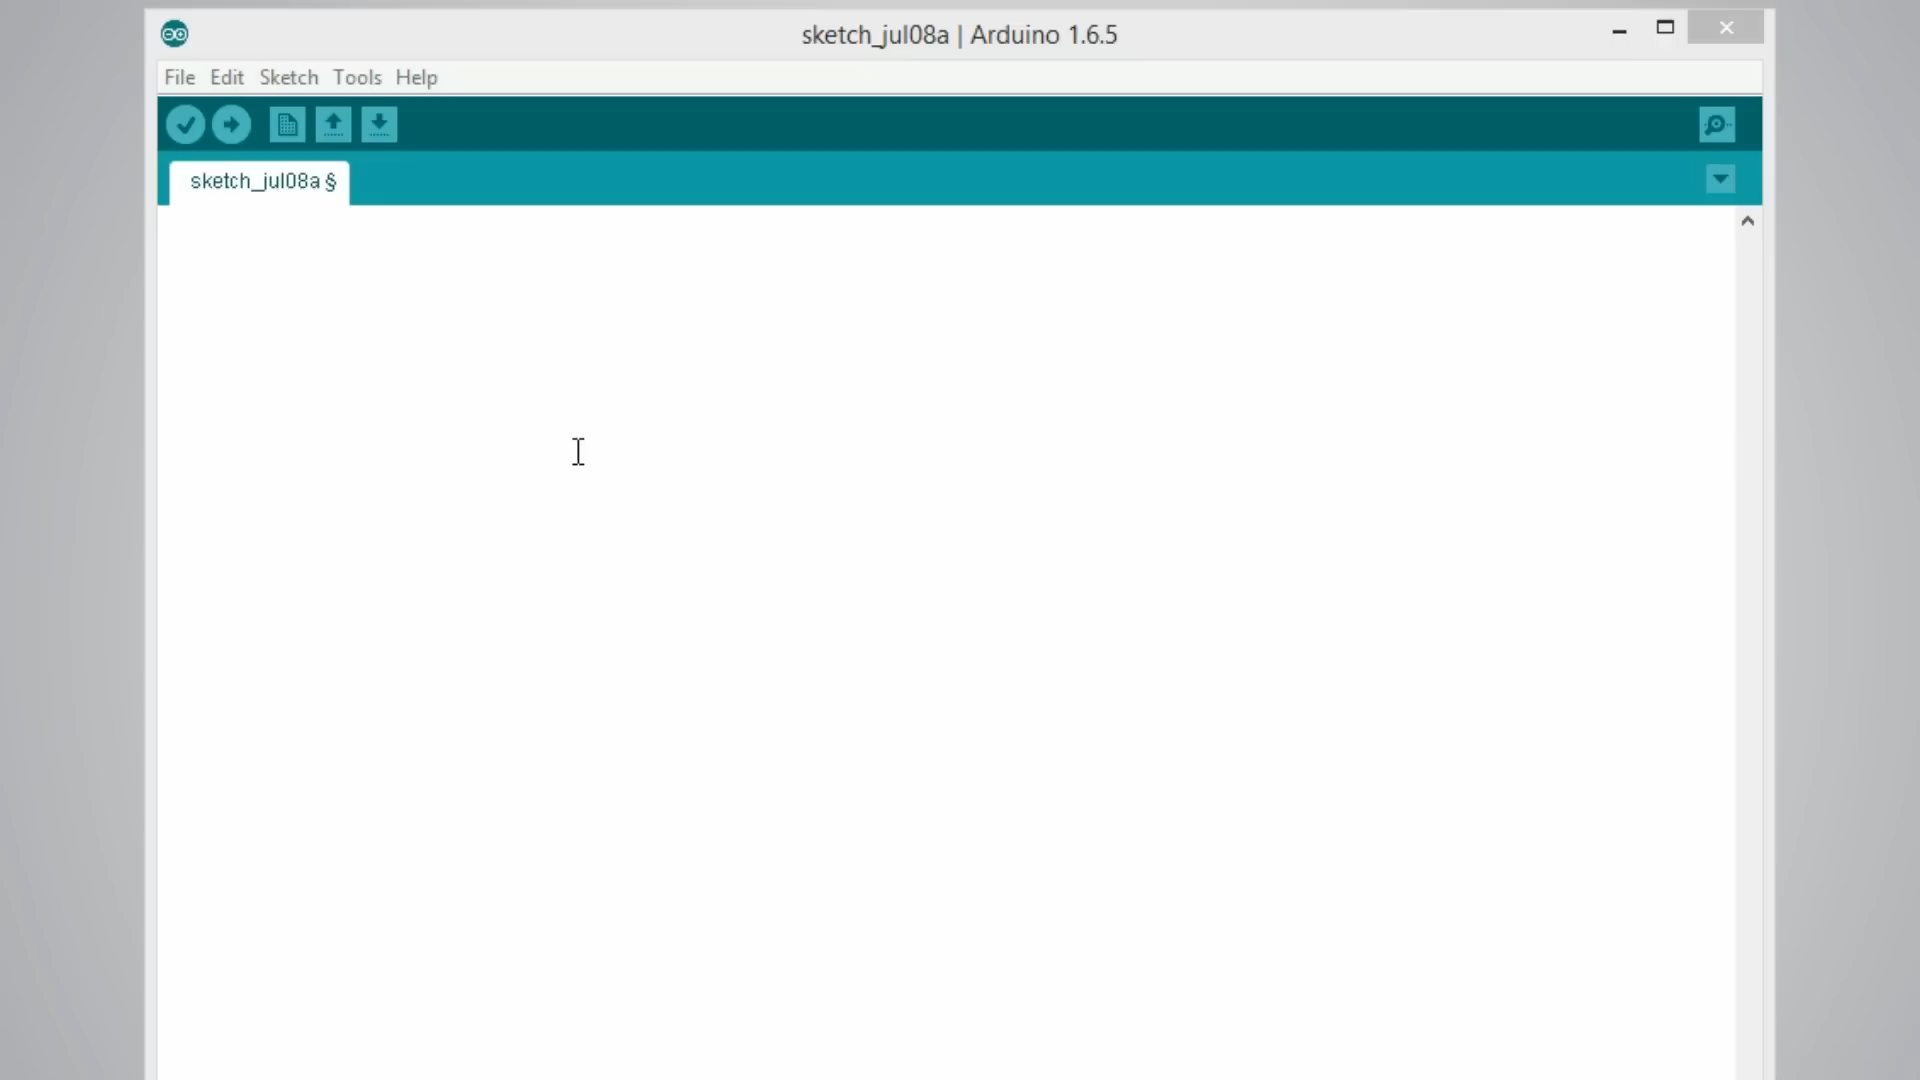 sketch_jul08a | Arduino 1.6.5
File Edit Sketch Tools Help
sketch_jul08a §